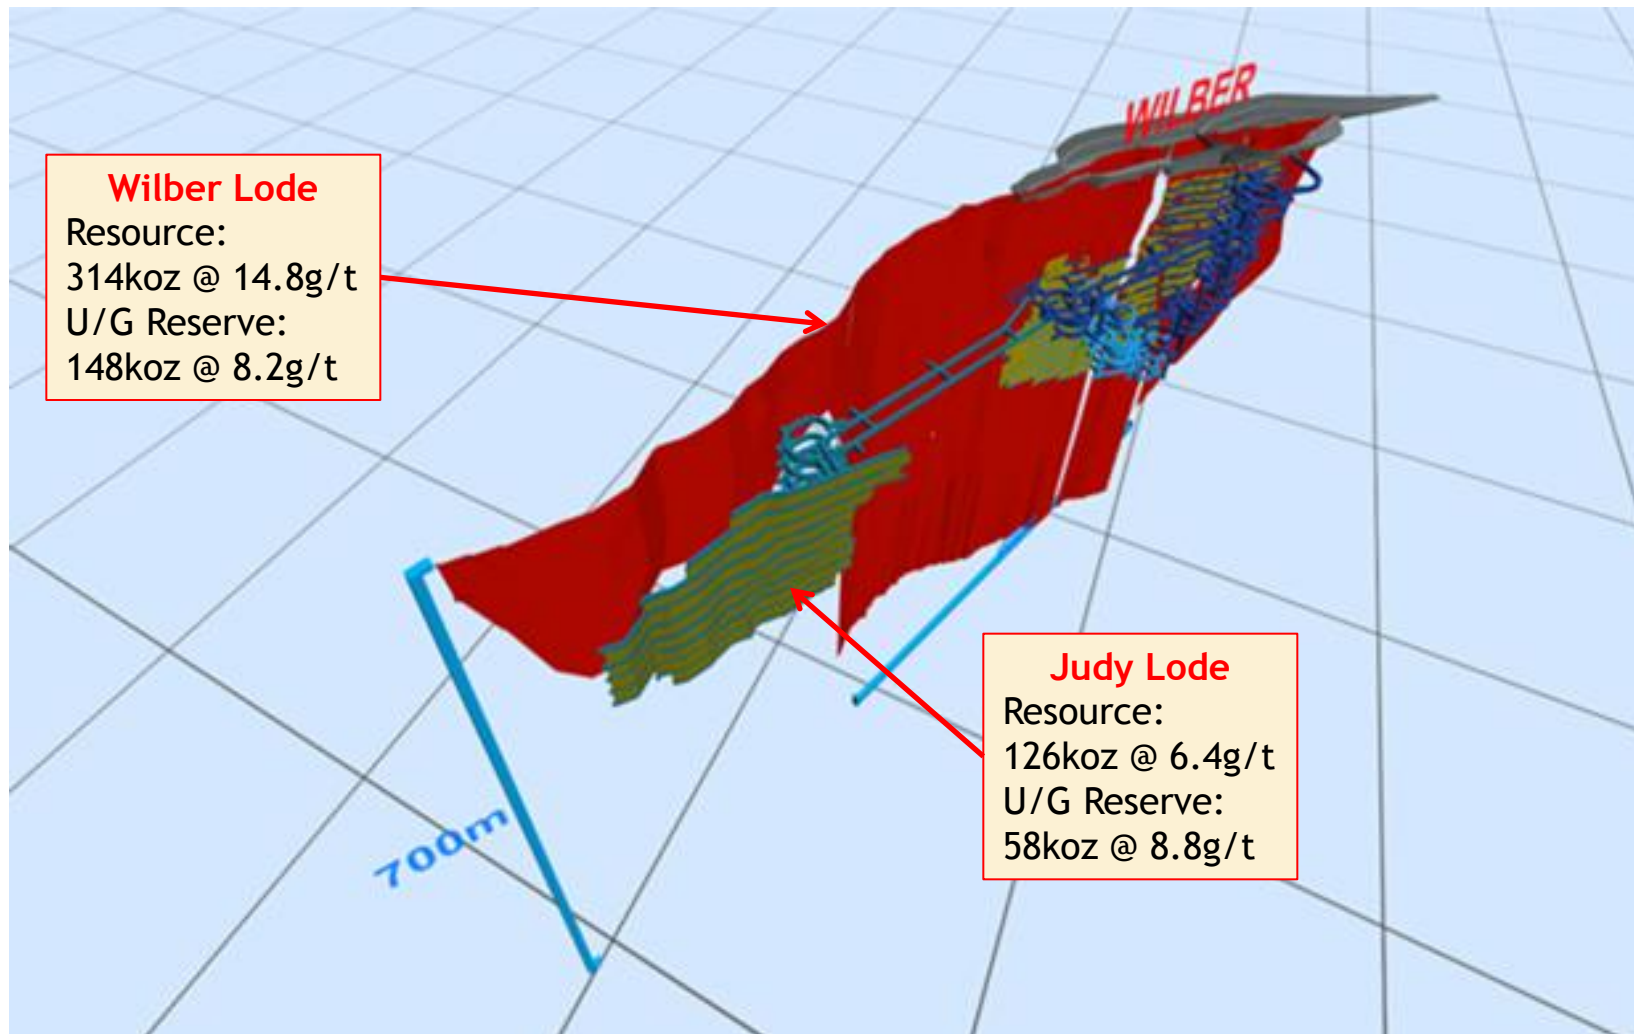 WILBER
Wilber Lode
Resource:
314koz @ 14.8g/t
U/G Reserve:
148koz @ 8.2g/t
Judy Lode
Resource:
126koz @ 6.4g/t
U/G Reserve:
58koz @ 8.8g/t
700m